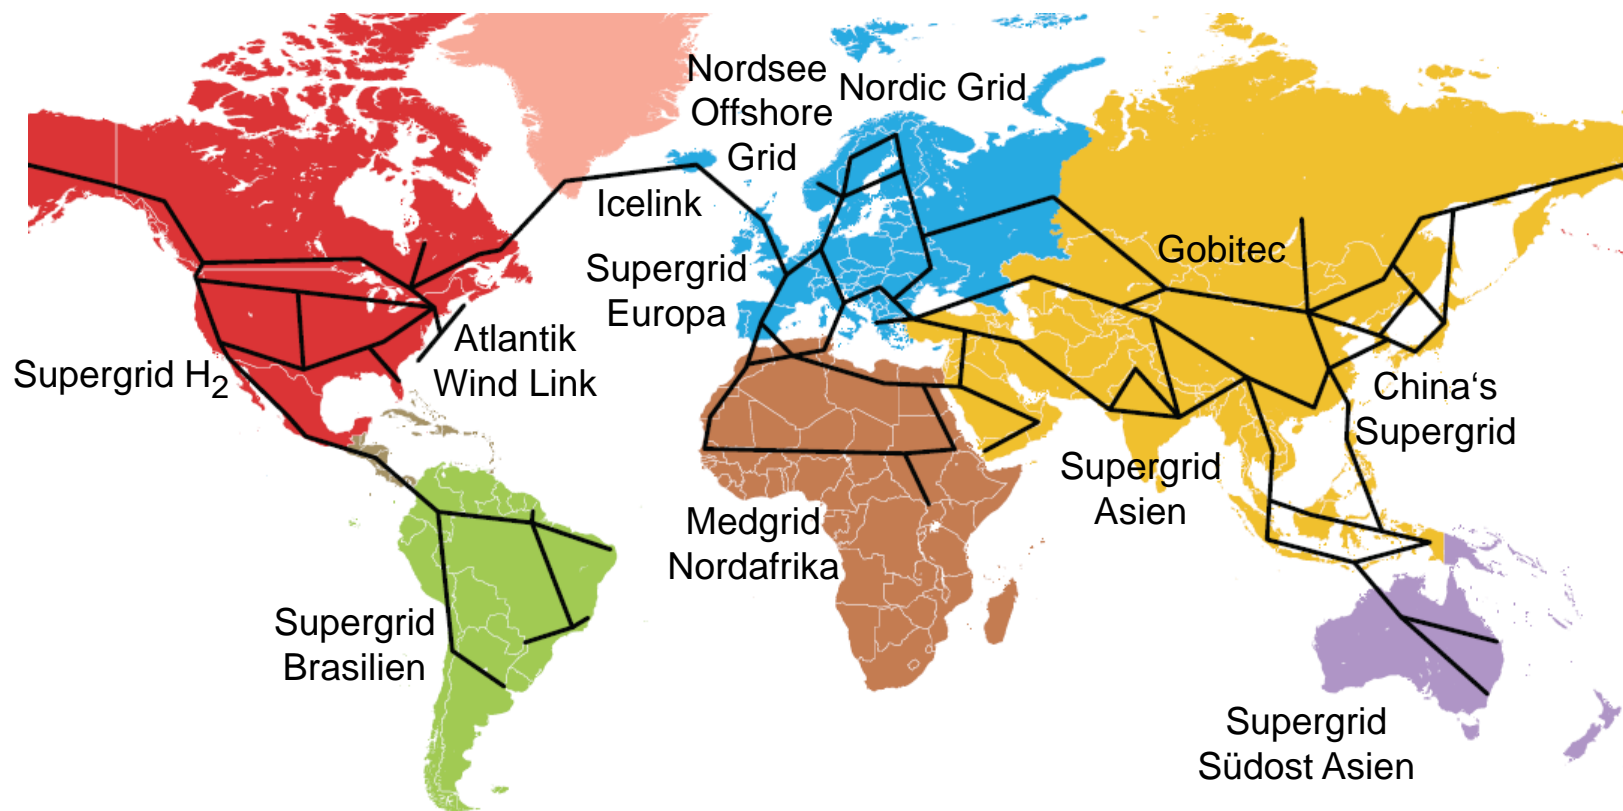 Nordsee
Offshore
Grid
Nordic Grid
Icelink
Gobitec
Supergrid
Europa
Atlantik
Wind Link
Supergrid H₂
China‘s
Supergrid
Supergrid
Asien
Medgrid
Nordafrika
Supergrid
Brasilien
Supergrid
Südost Asien